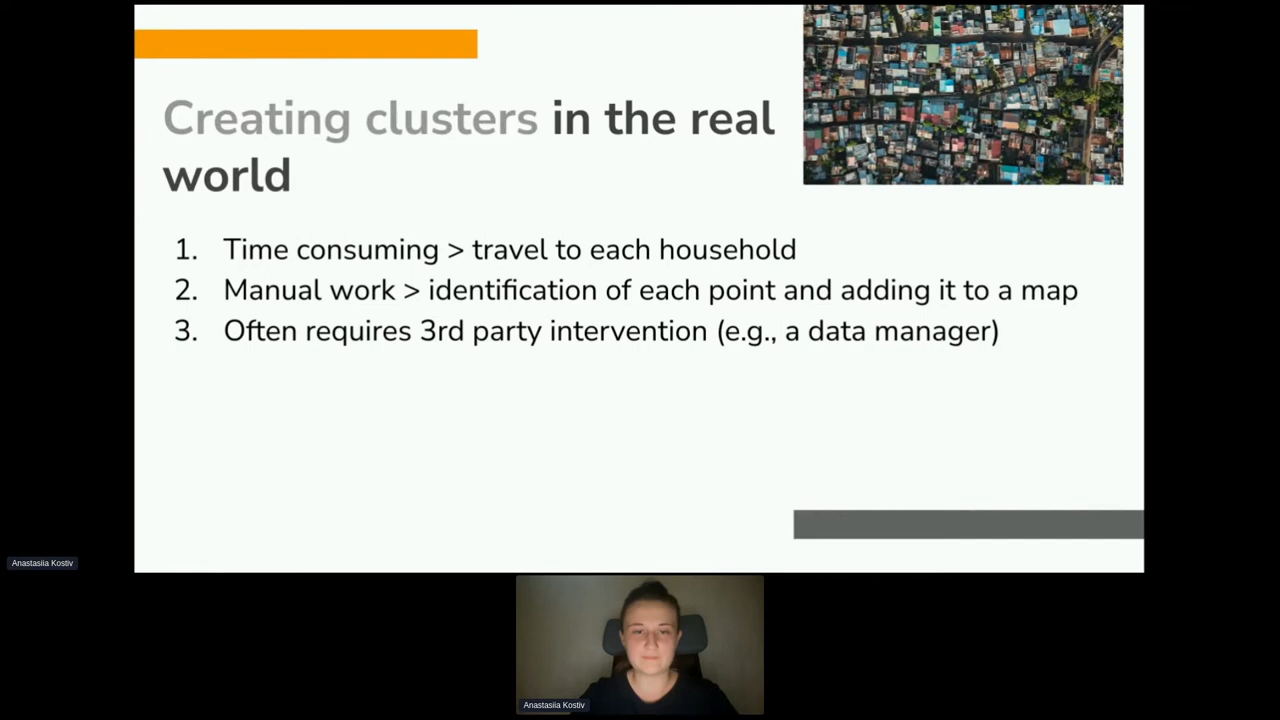 Creating clusters in the real
world
1. Time consuming > travel to each household
2. Manual work > identification of each point and adding it to a map
3. Often requires 3rd party intervention (e.g., a data manager)
Anastasiia Kostiv
Anastasiia Kostiv